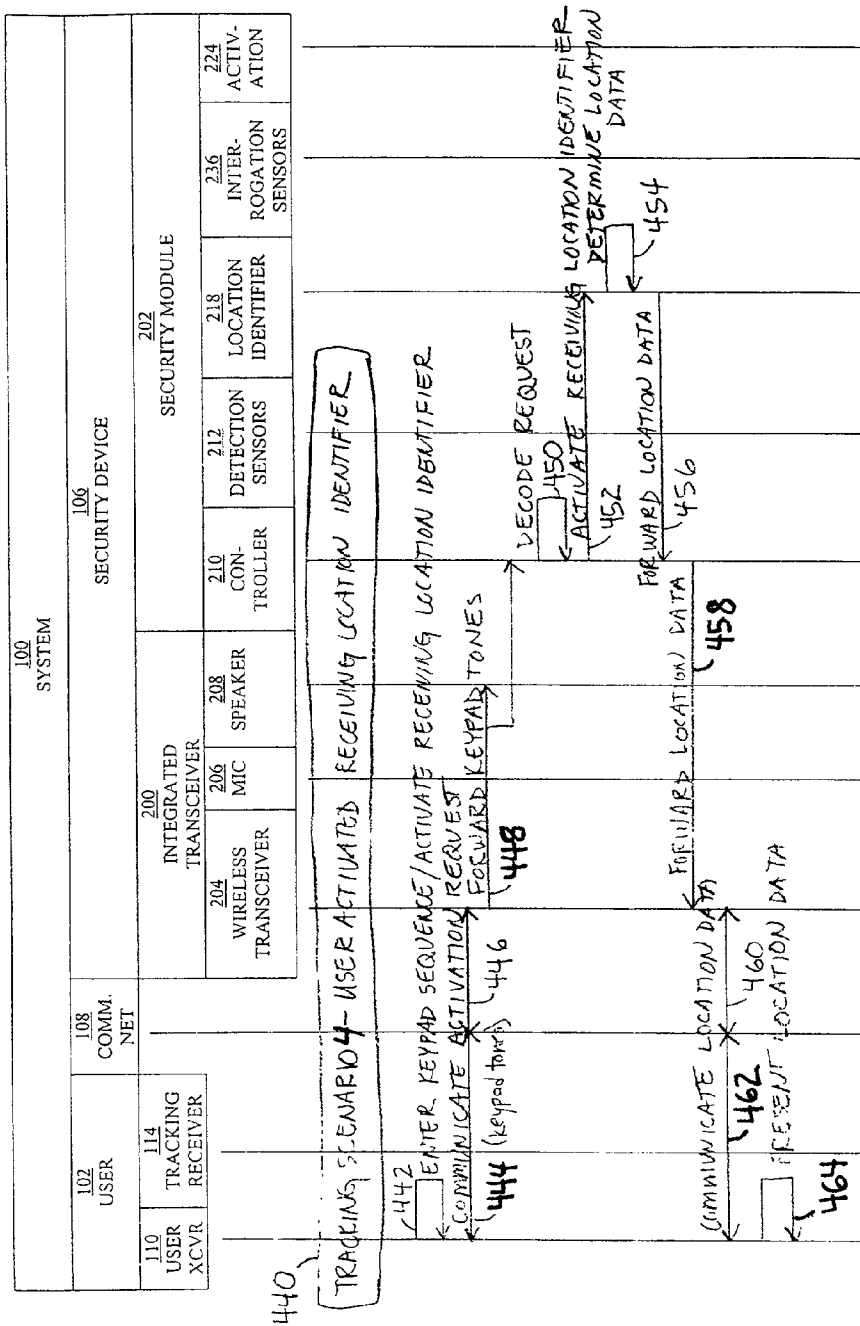 100
SYSTEM
102
USER
108
COMM.
NET
106
SECURITY DEVICE
200
INTEGRATED
TRANSCEIVER
202
SECURITY MODULE
110
USER
XCVR
114
TRACKING
RECEIVER
204
WIRELESS
TRANSCEIVER
206
MIC
208
SPEAKER
210
CON-
TROLLER
212
DETECTION
SENSORS
218
LOCATION
IDENTIFIER
236
INTER-
ROGATION
SENSORS
224
ACTIV-
ATION
440
TRACKING SCENARIO 4 - USER ACTIVATED RECEIVING LOCATION IDENTIFIER
442
ENTER KEYPAD SEQUENCE/ACTIVATE RECEIVING LOCATION IDENTIFIER
COMMUNICATE ACTIVATION REQUEST
444 (keypad tones)
446
FORWARD KEYPAD TONES
448
DECODE REQUEST
450
ACTIVATE RECEIVING LOCATION IDENTIFIER
452
DETERMINE LOCATION
DATA
454
FORWARD LOCATION DATA
456
FORWARD LOCATION DATA
458
COMMUNICATE LOCATION DATA
462
460
PRESENT LOCATION DATA
464